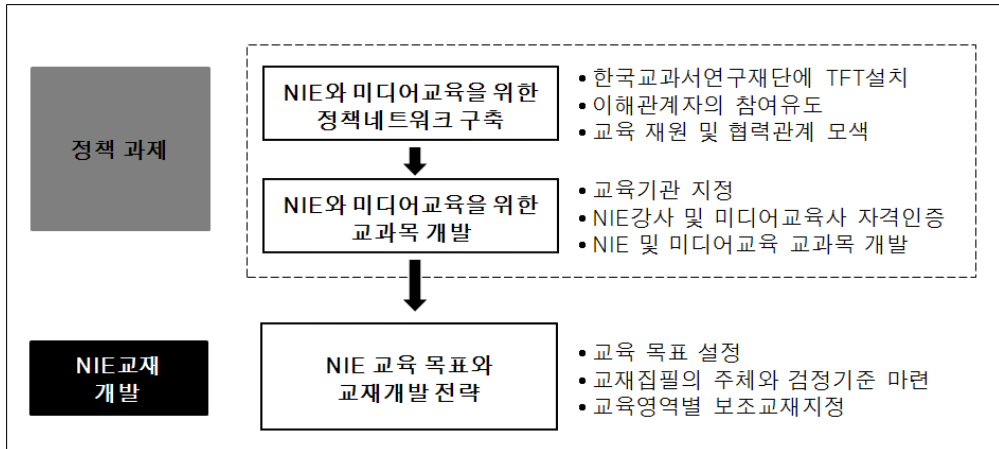 정책 과제
NIE와 미디어교육을 위한
정책네트워크 구축
• 한국교과서연구재단에 TFT설치
• 이해관계자의 참여유도
• 교육 재원 및 협력관계 모색
NIE와 미디어교육을 위한
교과목 개발
• 교육기관 지정
• NIE강사 및 미디어교육사 자격인증
• NIE 및 미디어교육 교과목 개발
NIE교재
개발
NIE 교육 목표와
교재개발 전략
• 교육 목표 설정
• 교재집필의 주체와 검정기준 마련
• 교육영역별 보조교재지정